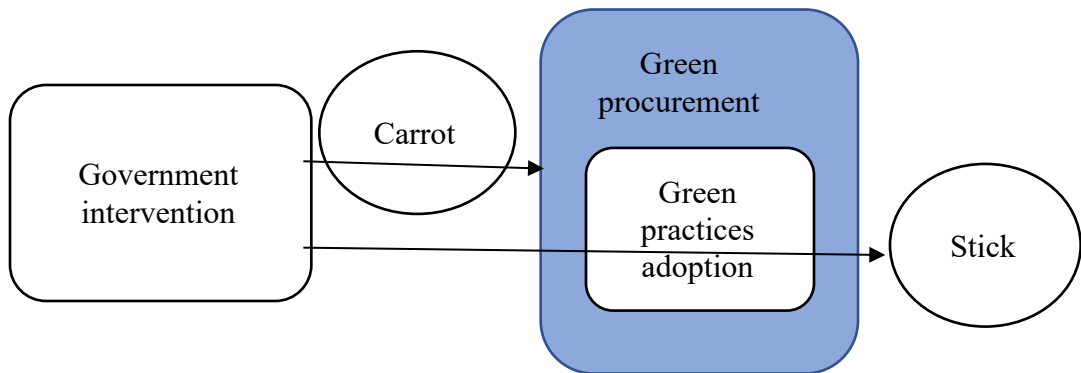 Government
intervention
Carrot
Green
procurement
Green
practices
adoption
Stick